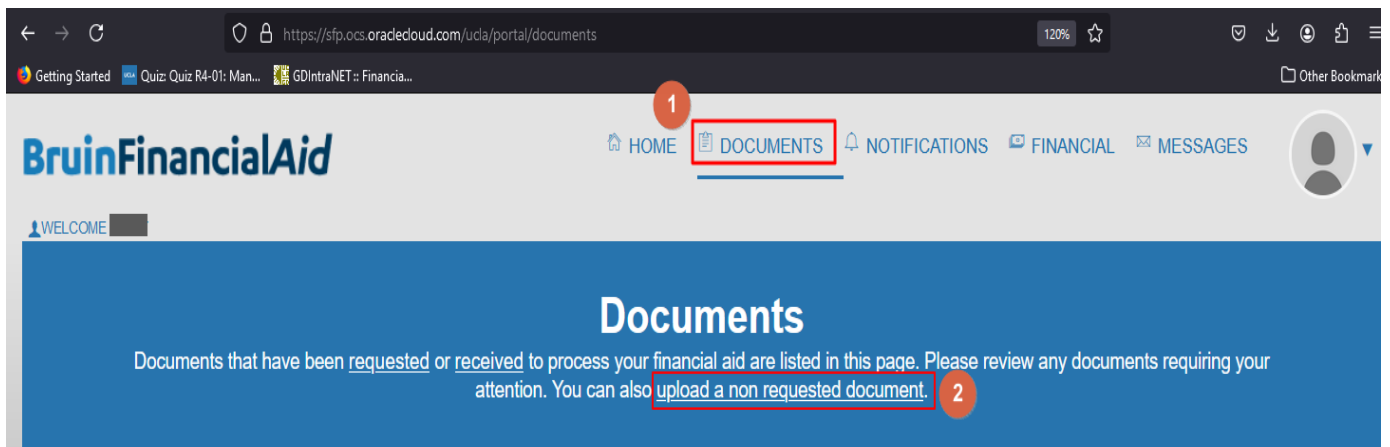 https://sfp.ocs.oraclecloud.com/ucla/portal/documents 120%
Getting Started UCLA Quiz: Quiz R4-01: Man... GDIntraNET :: Financia... Other Bookmark
1
BruinFinancialAid HOME DOCUMENTS NOTIFICATIONS FINANCIAL MESSAGES
WELCOME
Documents
Documents that have been requested or received to process your financial aid are listed in this page. Please review any documents requiring your
attention. You can also upload a non requested document. 2